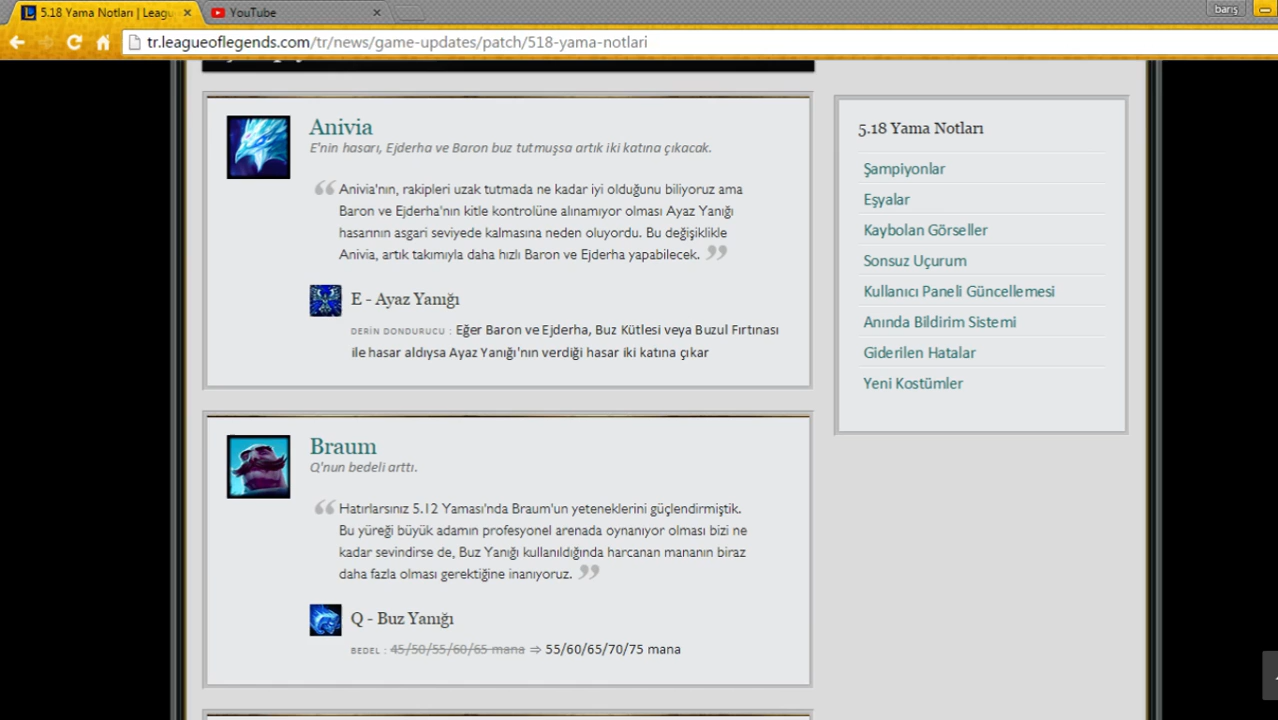 5.18 Yama Notları | Leagu
YouTube
barış
tr.leagueoflegends.com/tr/news/game-updates/patch/518-yama-notlari
Anivia
E'nin hasarı, Ejderha ve Baron buz tutmuşsa artık iki katına çıkacak.
Anivia'nın, rakipleri uzak tutmada ne kadar iyi olduğunu biliyoruz ama
Baron ve Ejderha'nın kitle kontrolüne alınamıyor olması Ayaz Yanığı
hasarının asgari seviyede kalmasına neden oluyordu. Bu değişiklikle
Anivia, artık takımıyla daha hızlı Baron ve Ejderha yapabilecek.
E - Ayaz Yanığı
DERİN DONDURUCU : Eğer Baron ve Ejderha, Buz Kütlesi veya Buzul Fırtınası
ile hasar aldıysa Ayaz Yanığı'nın verdiği hasar iki katına çıkar
Braum
Q'nun bedeli arttı.
Hatırlarsınız 5.12 Yaması'nda Braum'un yeteneklerini güçlendirmiştik.
Bu yüreği büyük adamın profesyonel arenada oynanıyor olması bizi ne
kadar sevindirse de, Buz Yanığı kullanıldığında harcanan mananın biraz
daha fazla olması gerektiğine inanıyoruz.
Q - Buz Yanığı
BEDEL : 45/50/55/60/65 mana ⇒ 55/60/65/70/75 mana
5.18 Yama Notları
Şampiyonlar
Eşyalar
Kaybolan Görseller
Sonsuz Uçurum
Kullanıcı Paneli Güncellemesi
Anında Bildirim Sistemi
Giderilen Hatalar
Yeni Kostümler